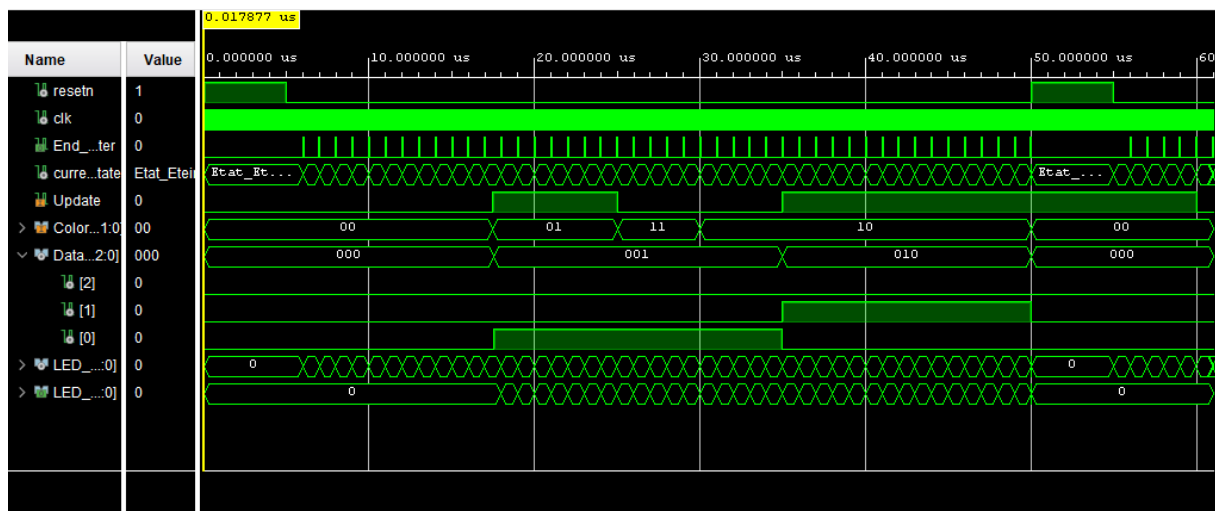 0.017877 us
Name Value 0.000000 us 10.000000 us 20.000000 us 30.000000 us 40.000000 us 50.000000 us 60
resetn 1
clk 0
End_...ter 0
curre...tate Etat_Etein Etat_Et... Etat_...
Update 0
Color...1:0] 00 00 01 11 10 00
Data...2:0] 000 000 001 010 000
[2] 0
[1] 0
[0] 0
LED_...:0] 0 0 0
LED_...:0] 0 0 0